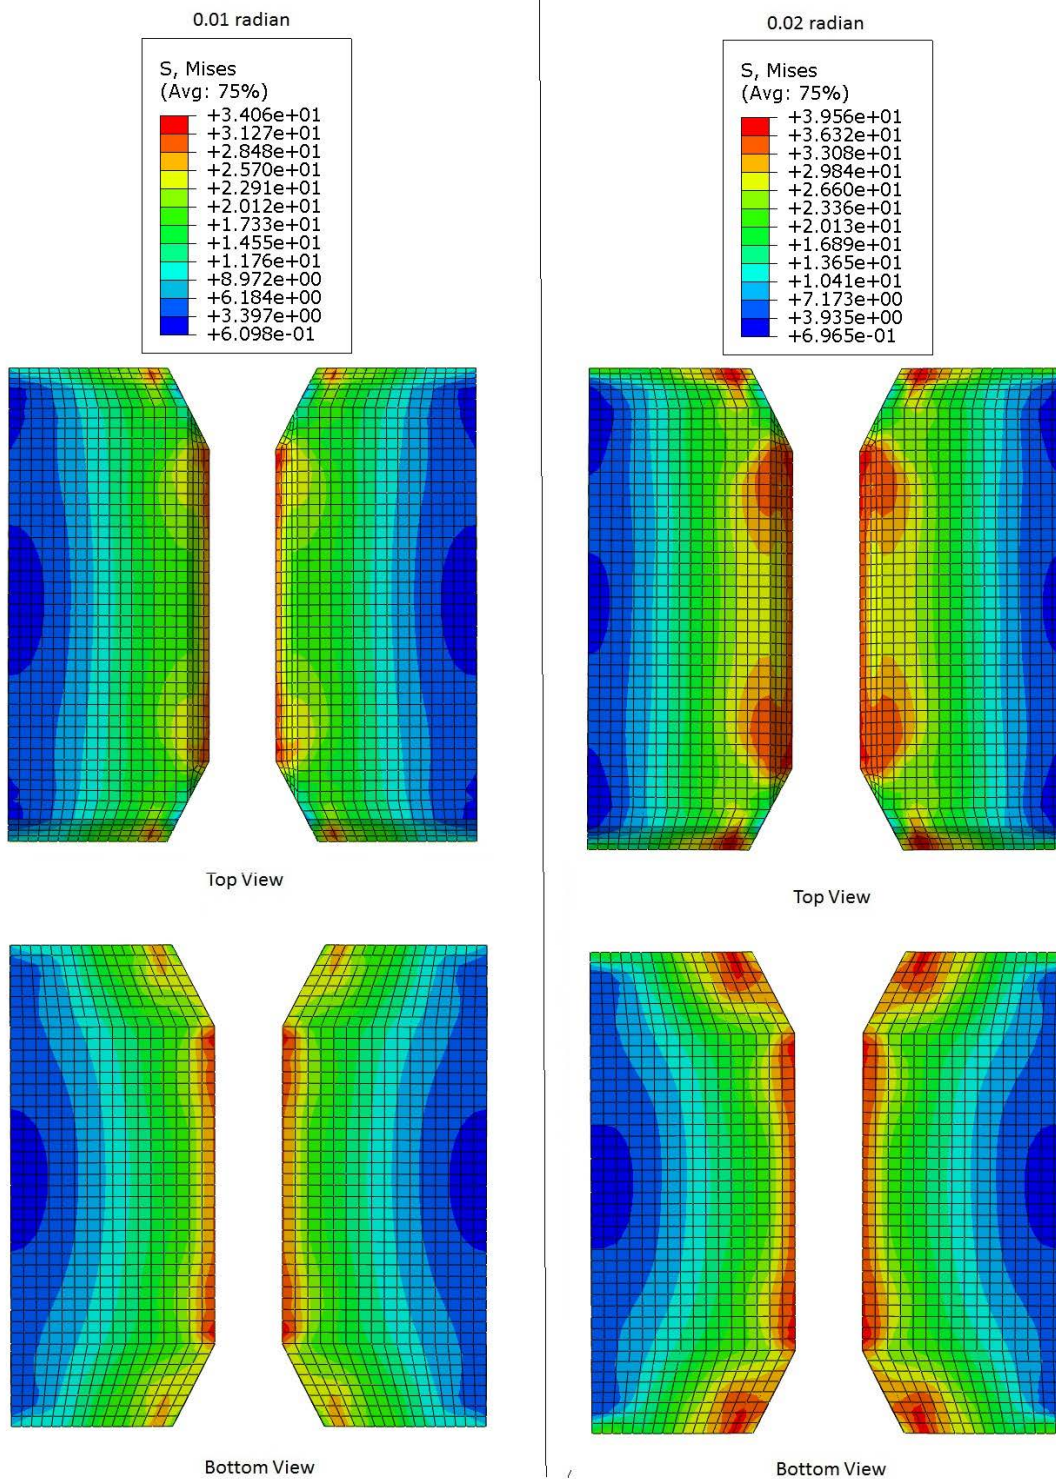 0.01 radian
S, Mises
(Avg: 75%)
+3.406e+01
+3.127e+01
+2.848e+01
+2.570e+01
+2.291e+01
+2.012e+01
+1.733e+01
+1.455e+01
+1.176e+01
+8.972e+00
+6.184e+00
+3.397e+00
+6.098e-01
Top View
Bottom View
0.02 radian
S, Mises
(Avg: 75%)
+3.956e+01
+3.632e+01
+3.308e+01
+2.984e+01
+2.660e+01
+2.336e+01
+2.013e+01
+1.689e+01
+1.365e+01
+1.041e+01
+7.173e+00
+3.935e+00
+6.965e-01
Top View
Bottom View